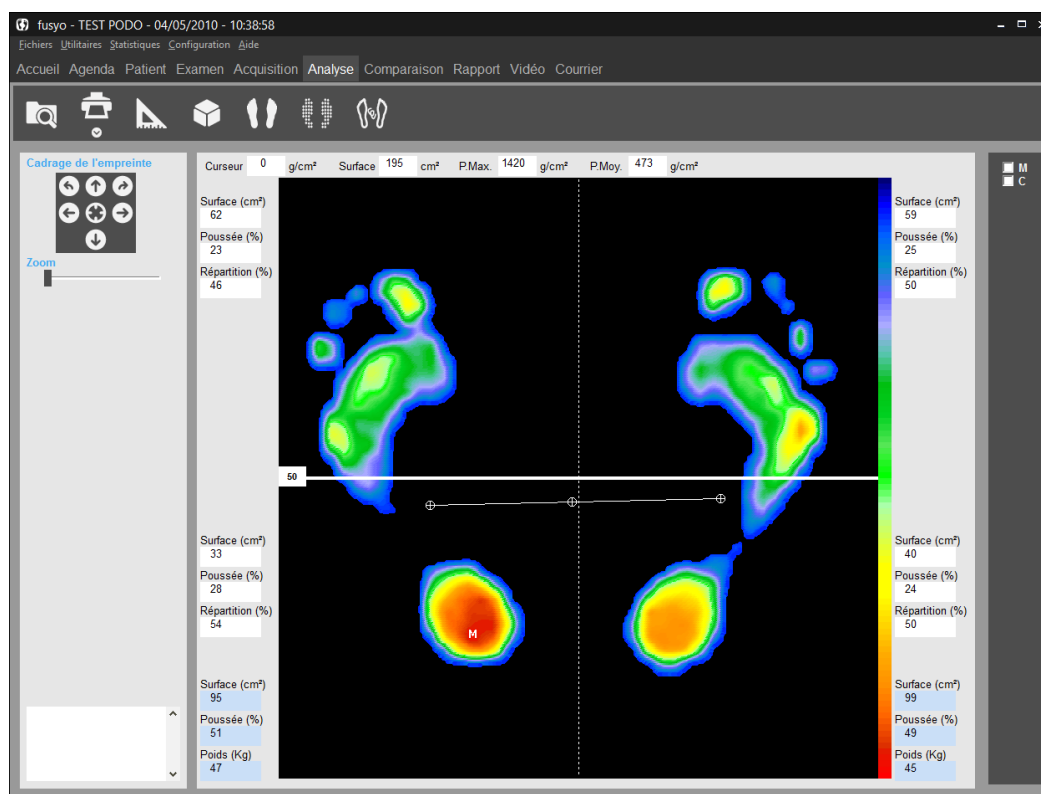 fusyo - TEST PODO - 04/05/2010 - 10:38:58
Fichiers Utilitaires Statistiques Configuration Aide
Accueil Agenda Patient Examen Acquisition Analyse Comparaison Rapport Vidéo Courrier
Cadrage de l'empreinte
Zoom
Curseur 0 g/cm² Surface 195 cm² P.Max. 1420 g/cm² P.Moy. 473 g/cm²
M
C
Surface (cm²)
62
Poussée (%)
23
Répartition (%)
46
Surface (cm²)
59
Poussée (%)
25
Répartition (%)
50
50
Surface (cm²)
33
Poussée (%)
28
Répartition (%)
54
M
Surface (cm²)
40
Poussée (%)
24
Répartition (%)
50
Surface (cm²)
95
Poussée (%)
51
Poids (Kg)
47
Surface (cm²)
99
Poussée (%)
49
Poids (Kg)
45